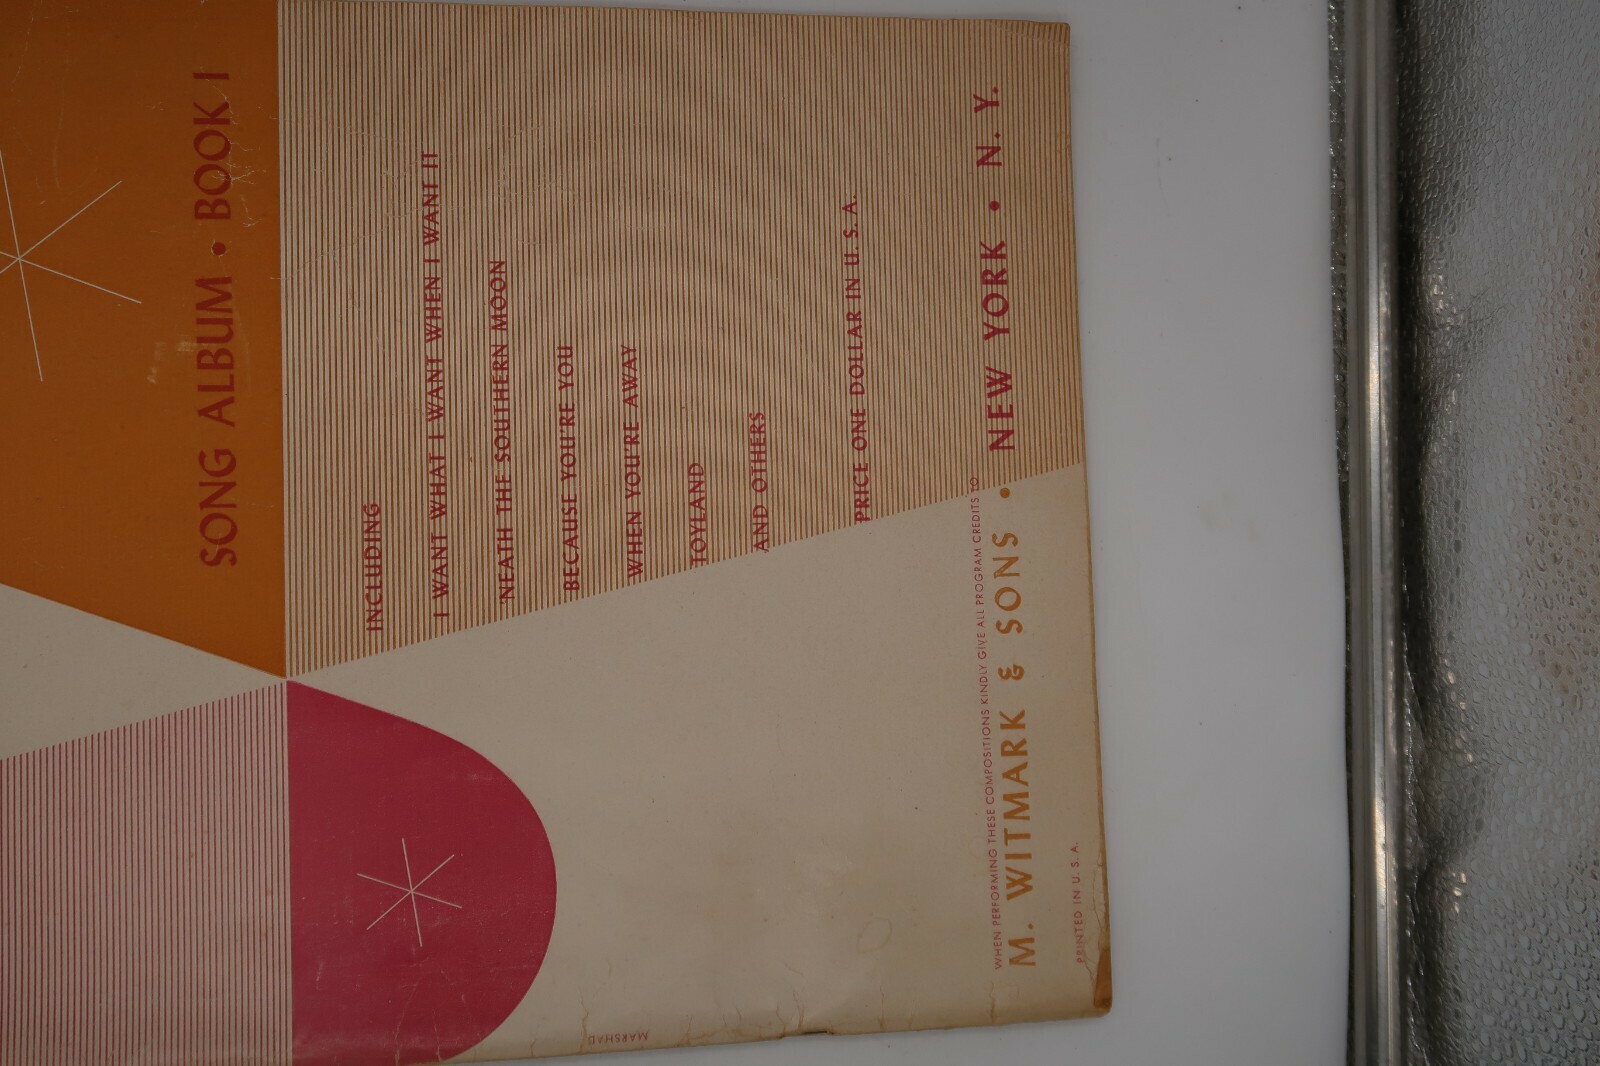 SONG ALBUM • BOOK I
INCLUDING
I WANT WHAT I WANT WHEN I WANT IT
'NEATH THE SOUTHERN MOON
BECAUSE YOU'RE YOU
WHEN YOU'RE AWAY
TOYLAND
AND OTHERS
PRICE ONE DOLLAR IN U. S. A.
WHEN PERFORMING THESE COMPOSITIONS KINDLY GIVE ALL PROGRAM CREDITS TO
M. WITMARK & SONS • NEW YORK • N. Y.
PRINTED IN U. S. A.
MARSHAD